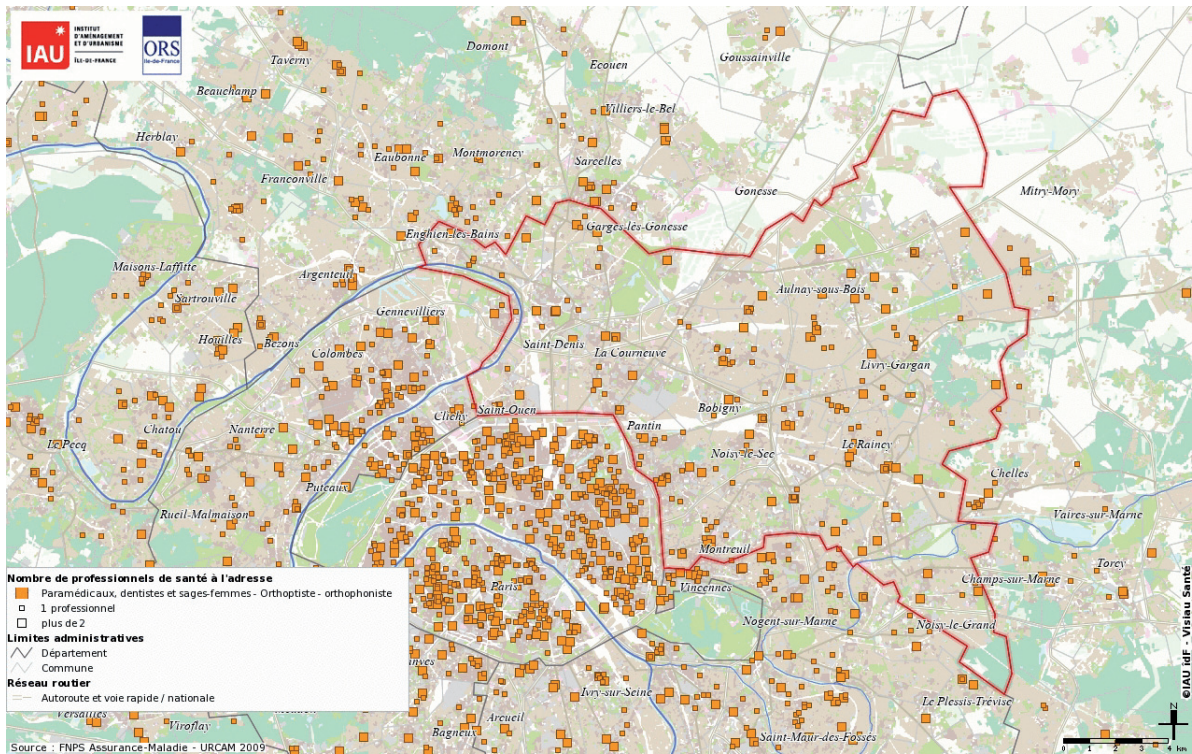 IAU
INSTITUT
D'AMÉNAGEMENT
ET D'URBANISME
ÎLE-DE-FRANCE
ORS
île-de-France
Domont
Taverny
Ecouen
Goussainville
Beauchamp
Villiers-le-Bel
Herblay
Eaubonne
Montmorency
Sarcelles
Franconville
Gonesse
Mitry-Mory
Enghien-les-Bains
Garges-lès-Gonesse
Maisons-Laffitte
Argenteuil
Sartrouville
Aulnay-sous-Bois
Gennevilliers
Houilles
Bezons
Colombes
Saint-Denis
La Courneuve
Livry-Gargan
Clichy
Saint-Ouen
Bobigny
Chatou
Nanterre
Pantin
Le Pecq
Noisy-le-Sec
Le Raincy
Chelles
Puteaux
Rueil-Malmaison
Vaires-sur-Marne
Montreuil
Torcy
Champs-sur-Marne
Paris
Vincennes
Nogent-sur-Marne
Noisy-le-Grand
Ivry-sur-Seine
Le Plessis-Trévise
Versailles
Viroflay
Arcueil
Bagneux
Saint-Maur-des-Fossés
Nombre de professionnels de santé à l'adresse
Paramédicaux, dentistes et sages-femmes - Orthoptiste - orthophoniste
1 professionnel
plus de 2
Limites administratives
Département
Commune
Réseau routier
Autoroute et voie rapide / nationale
Source : FNPS Assurance-Maladie - URCAM 2009
©IAU idF - Visiau Santé
N
0 1 2 3 4 km